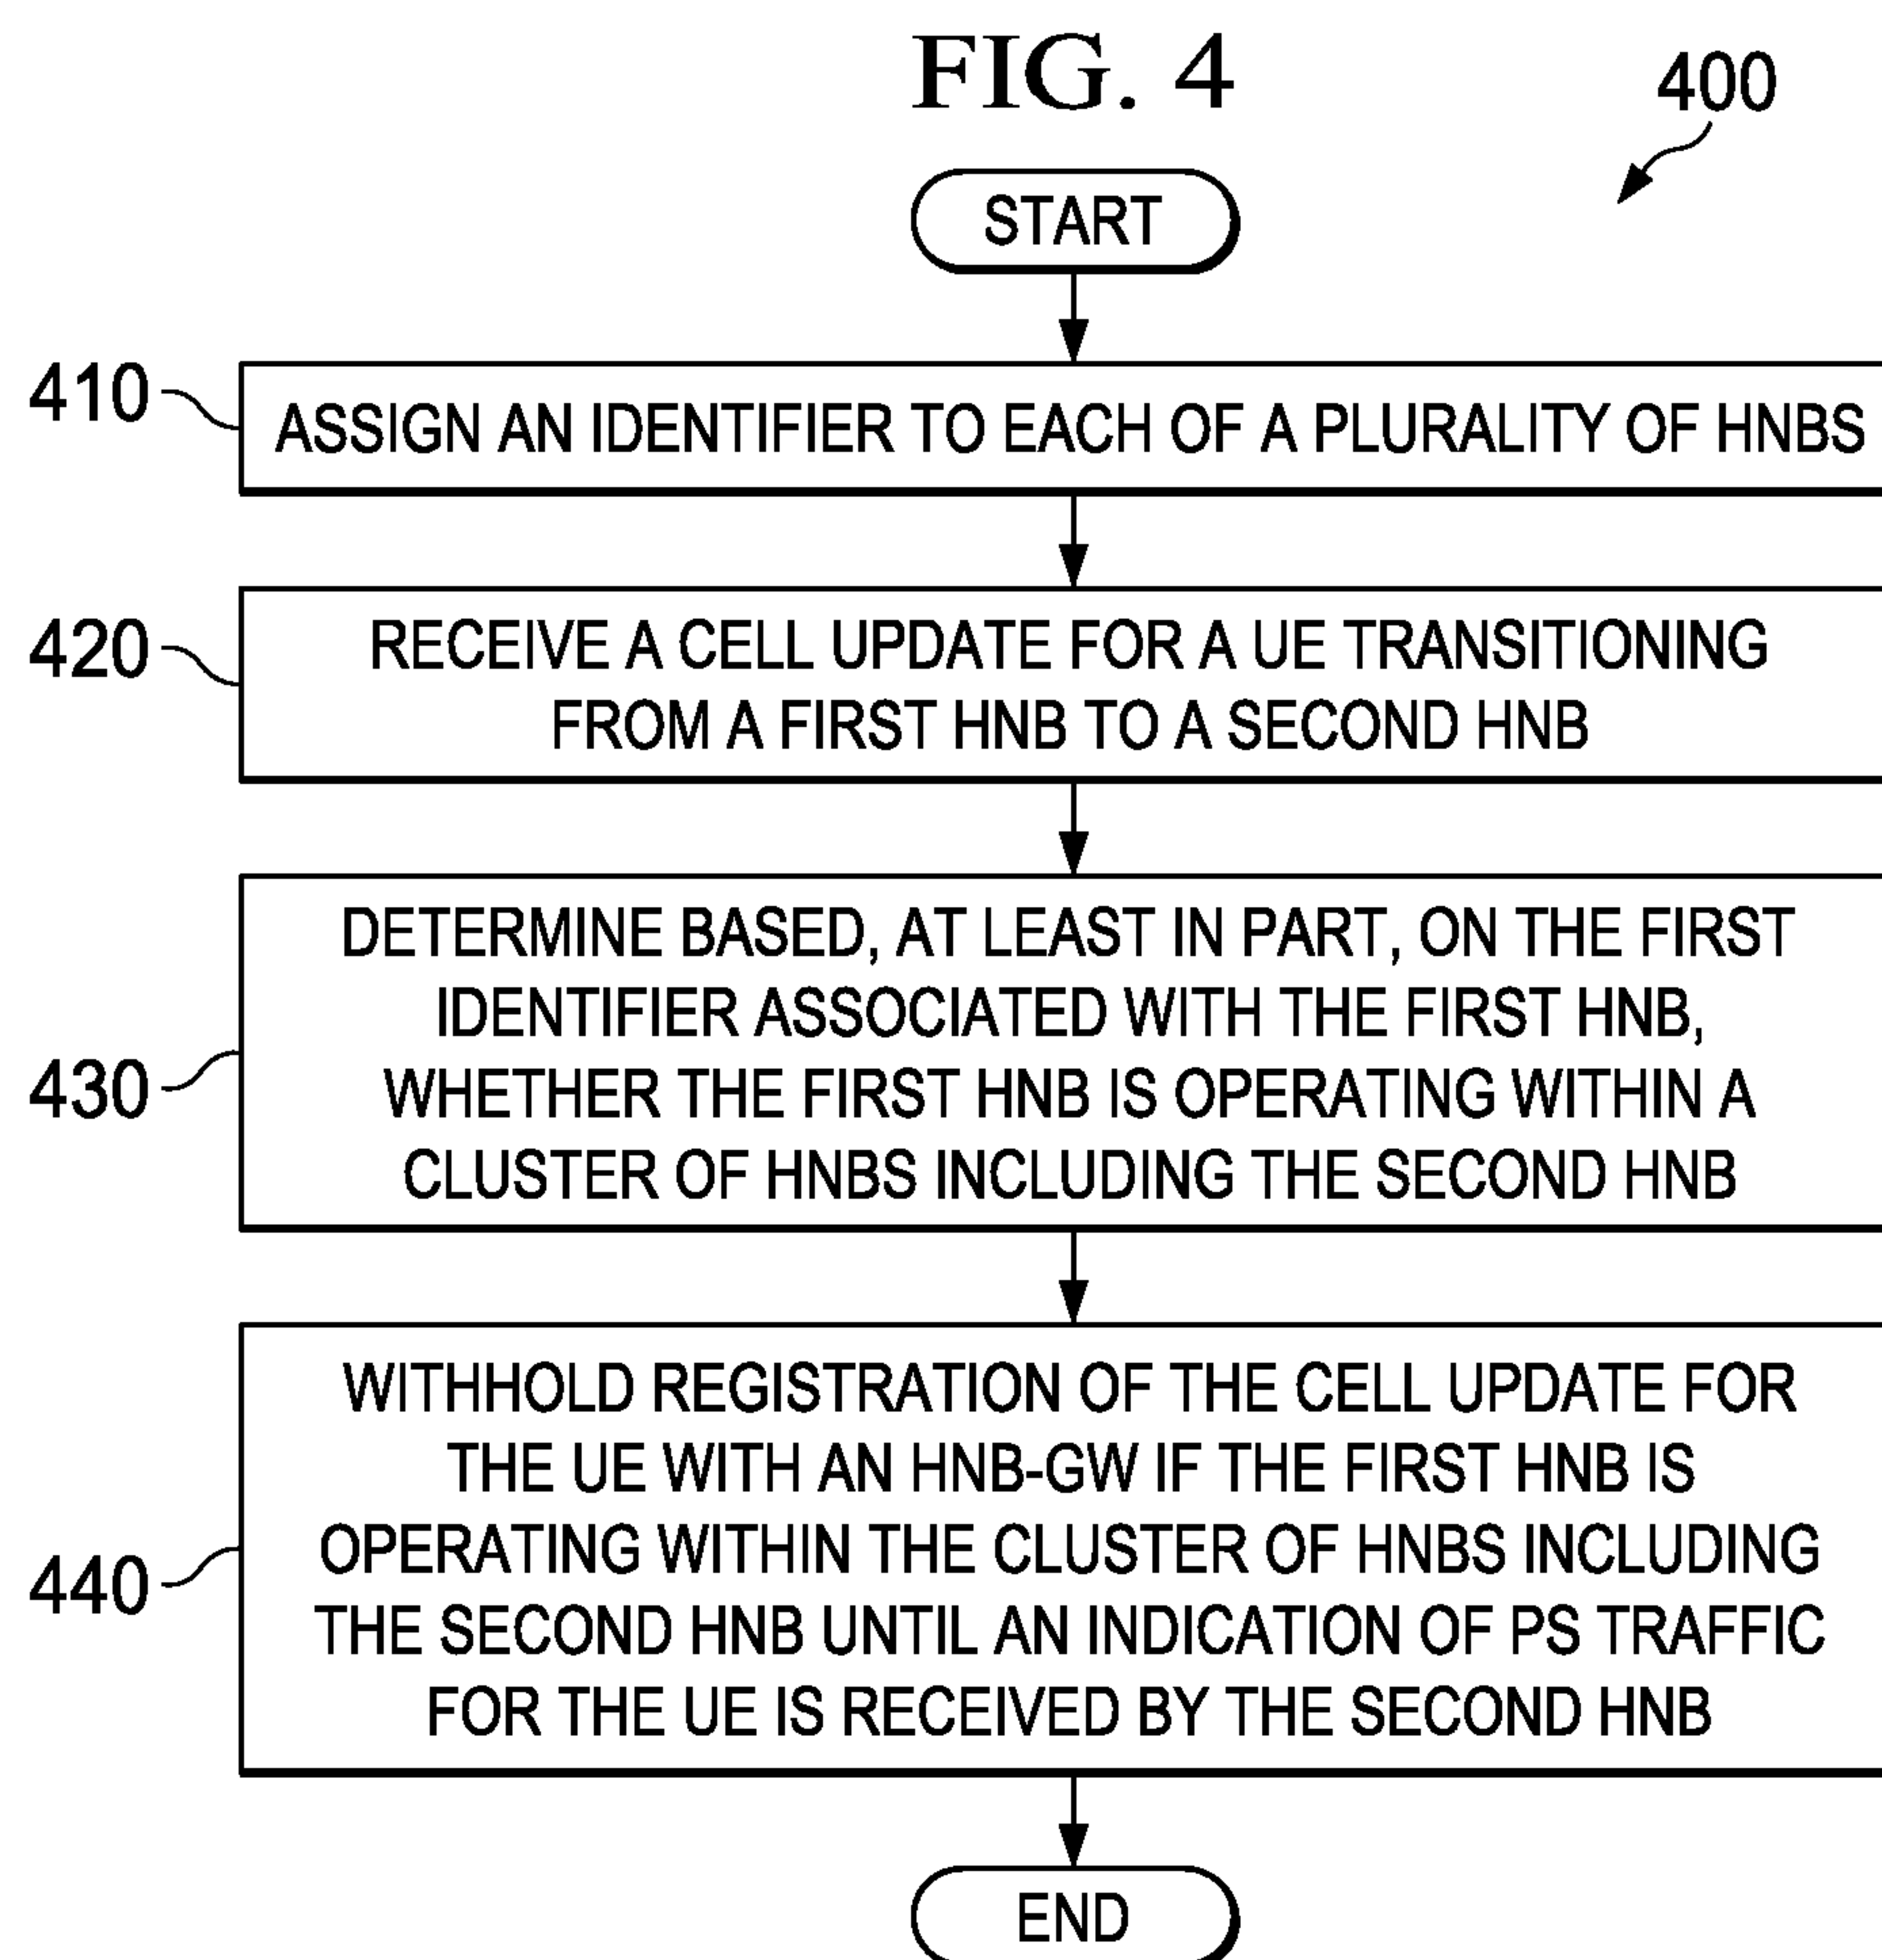 FIG. 4
400
START
410
ASSIGN AN IDENTIFIER TO EACH OF A PLURALITY OF HNBS
420
RECEIVE A CELL UPDATE FOR A UE TRANSITIONING
FROM A FIRST HNB TO A SECOND HNB
430
DETERMINE BASED, AT LEAST IN PART, ON THE FIRST
IDENTIFIER ASSOCIATED WITH THE FIRST HNB,
WHETHER THE FIRST HNB IS OPERATING WITHIN A
CLUSTER OF HNBS INCLUDING THE SECOND HNB
440
WITHHOLD REGISTRATION OF THE CELL UPDATE FOR
THE UE WITH AN HNB-GW IF THE FIRST HNB IS
OPERATING WITHIN THE CLUSTER OF HNBS INCLUDING
THE SECOND HNB UNTIL AN INDICATION OF PS TRAFFIC
FOR THE UE IS RECEIVED BY THE SECOND HNB
END